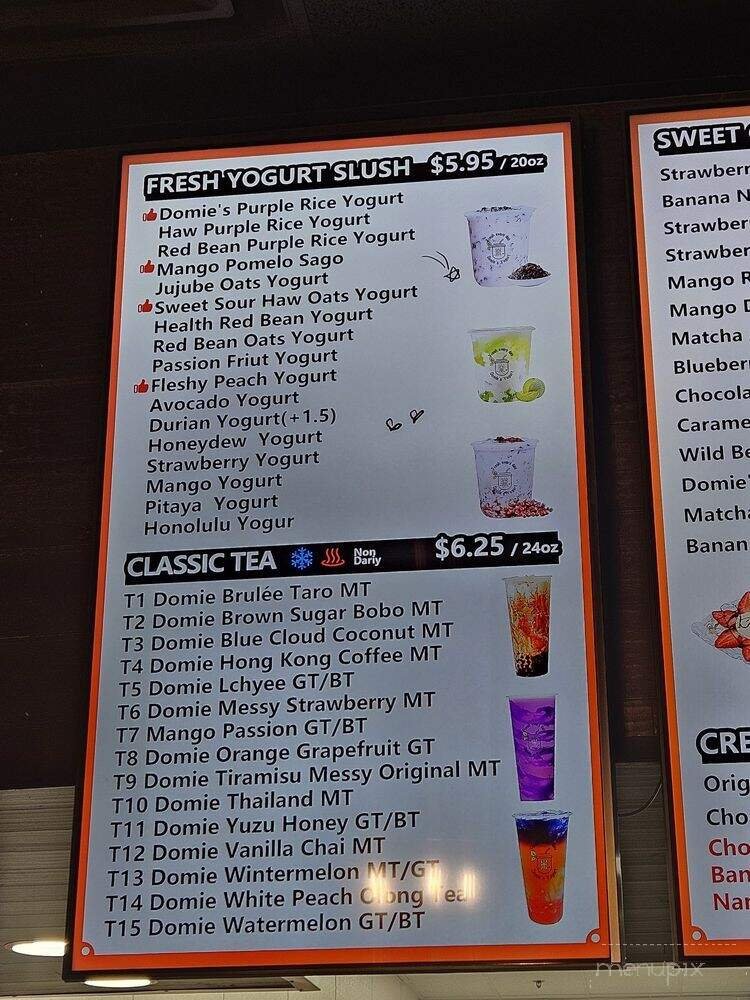 FRESH YOGURT SLUSH $5.95 / 20oz
Domie's Purple Rice Yogurt
Haw Purple Rice Yogurt
Red Bean Purple Rice Yogurt
Mango Pomelo Sago
Jujube Oats Yogurt
Sweet Sour Haw Oats Yogurt
Health Red Bean Yogurt
Red Bean Oats Yogurt
Passion Friut Yogurt
Fleshy Peach Yogurt
Avocado Yogurt
Durian Yogurt(+1.5)
Honeydew Yogurt
Strawberry Yogurt
Mango Yogurt
Pitaya Yogurt
Honolulu Yogur
CLASSIC TEA Non Dariy $6.25 / 24oz
T1 Domie Brulée Taro MT
T2 Domie Brown Sugar Bobo MT
T3 Domie Blue Cloud Coconut MT
T4 Domie Hong Kong Coffee MT
T5 Domie Lchyee GT/BT
T6 Domie Messy Strawberry MT
T7 Mango Passion GT/BT
T8 Domie Orange Grapefruit GT
T9 Domie Tiramisu Messy Original MT
T10 Domie Thailand MT
T11 Domie Yuzu Honey GT/BT
T12 Domie Vanilla Chai MT
T13 Domie Wintermelon MT/GT
T14 Domie White Peach Olong Tea
T15 Domie Watermelon GT/BT
SWEET
Strawberr
Banana N
Strawber
Strawber
Mango R
Mango D
Matcha
Blueber
Chocola
Carame
Wild Be
Domie'
Matcha
Banan
CRE
Orig
Cho
Cho
Ban
Nar
menupix